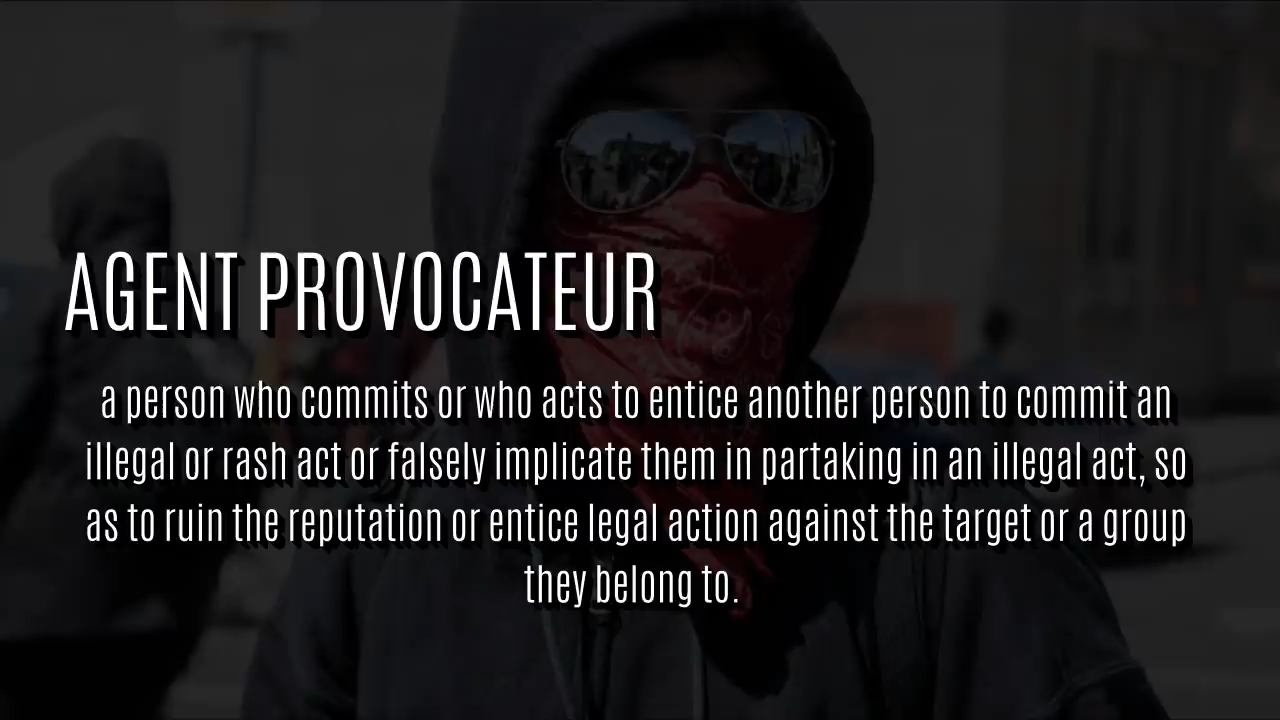 AGENT PROVOCATEUR
a person who commits or who acts to entice another person to commit an
illegal or rash act or falsely implicate them in partaking in an illegal act, so
as to ruin the reputation or entice legal action against the target or a group
they belong to.